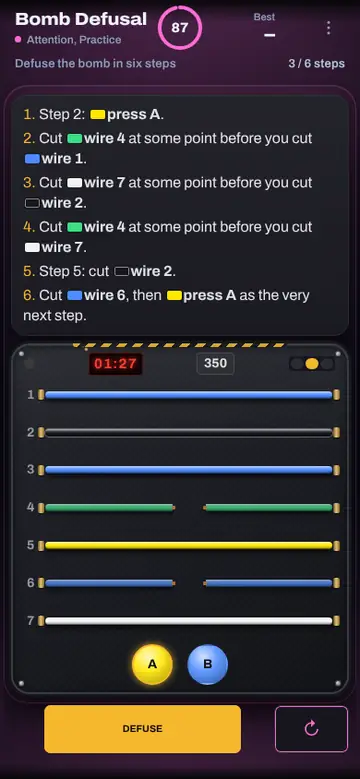 Bomb Defusal
Attention, Practice
87
Best
–
Defuse the bomb in six steps
3 / 6 steps
1. Step 2: press A.
2. Cut wire 4 at some point before you cut
wire 1.
3. Cut wire 7 at some point before you cut
wire 2.
4. Cut wire 4 at some point before you cut
wire 7.
5. Step 5: cut wire 2.
6. Cut wire 6, then press A as the very
next step.
01:27
350
1
2
3
4
5
6
7
A B
DEFUSE